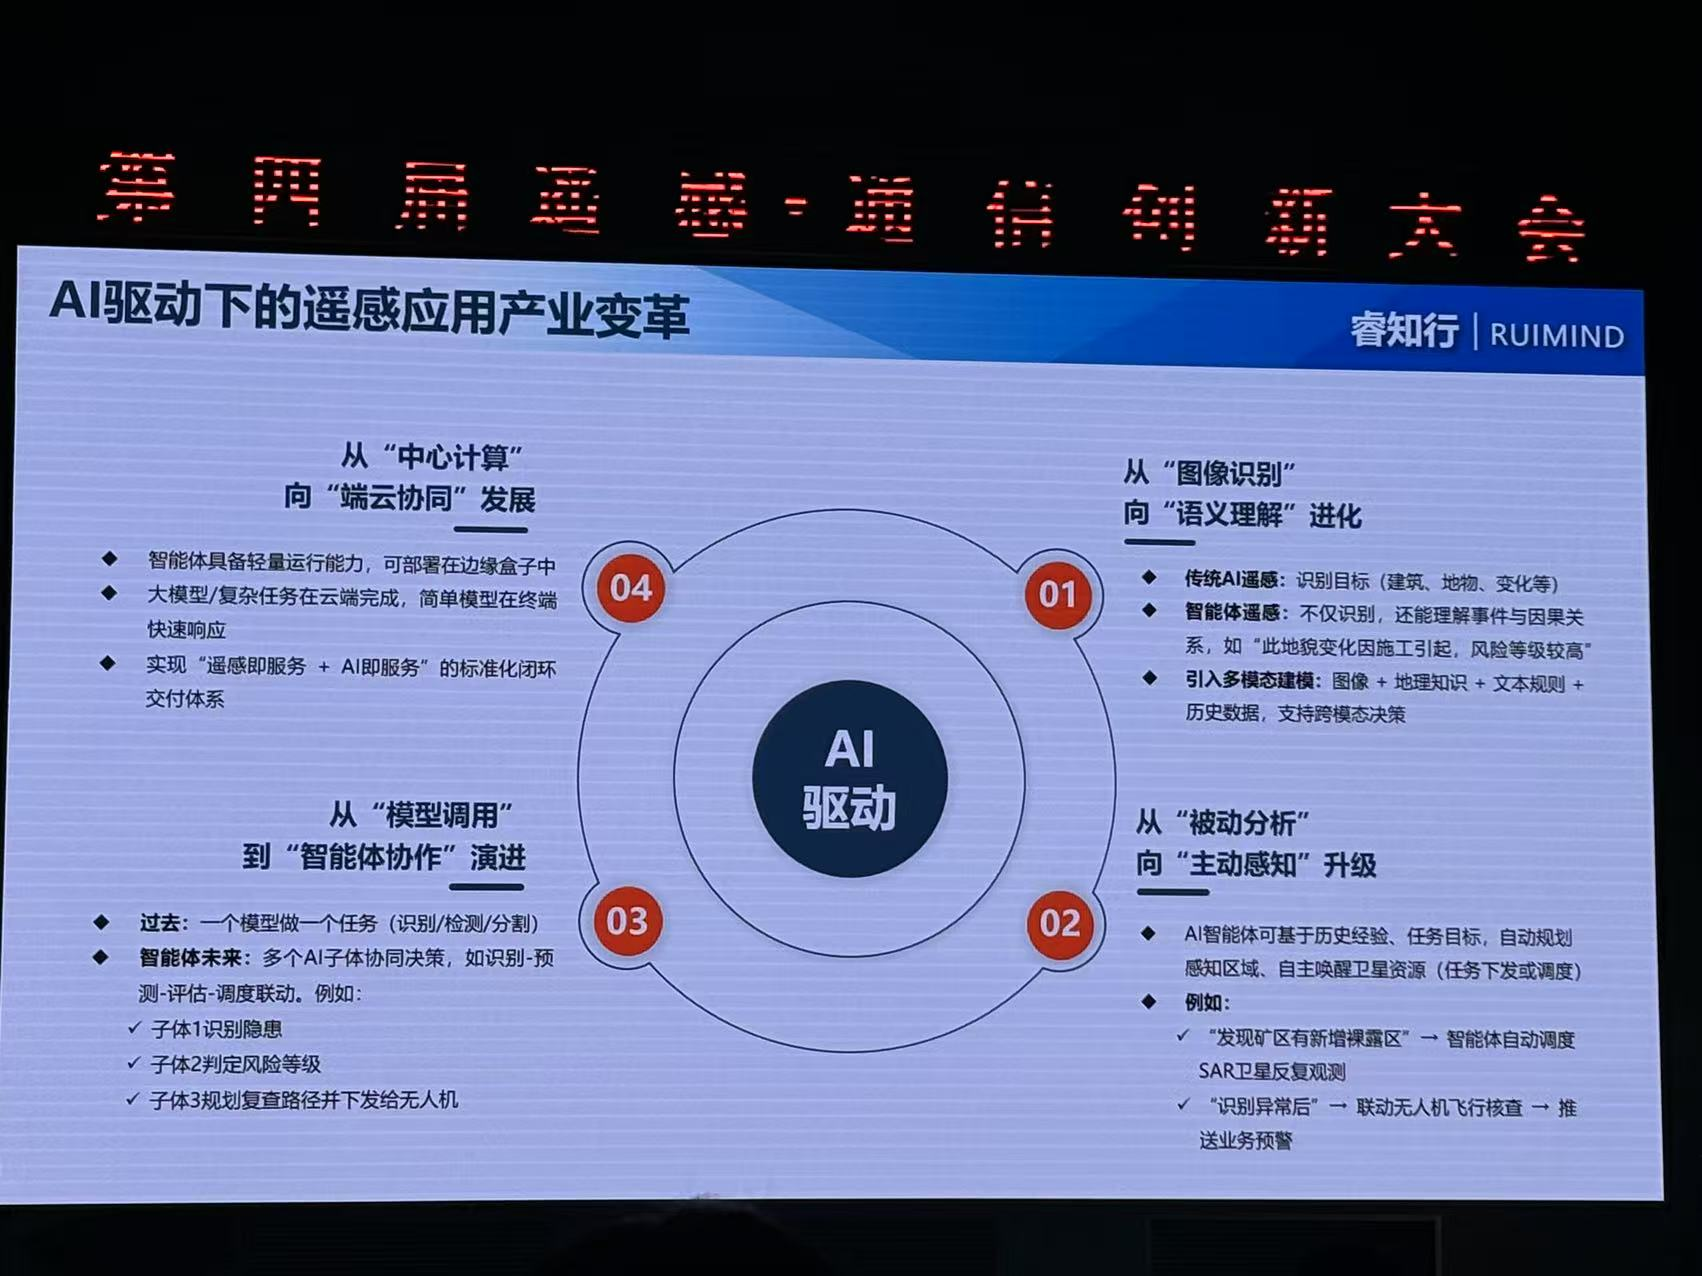 第四届遥感·通信创新大会
AI驱动下的遥感应用产业变革
睿知行 | RUIMIND
从“中心计算”
向“端云协同”发展
智能体具备轻量运行能力，可部署在边缘盒子中
大模型/复杂任务在云端完成，简单模型在终端
快速响应
实现“遥感即服务 + AI即服务”的标准化闭环
交付体系
04
从“图像识别”
向“语义理解”进化
传统AI遥感：识别目标（建筑、地物、变化等）
智能体遥感：不仅识别，还能理解事件与因果关
系，如“此地貌变化因施工引起，风险等级较高”
引入多模态建模：图像 + 地理知识 + 文本规则 +
历史数据，支持跨模态决策
01
AI
驱动
从“模型调用”
到“智能体协作”演进
过去：一个模型做一个任务（识别/检测/分割）
智能体未来：多个AI子体协同决策，如识别-预
测-评估-调度联动。例如：
✓ 子体1识别隐患
✓ 子体2判定风险等级
✓ 子体3规划复查路径并下发给无人机
03
从“被动分析”
向“主动感知”升级
AI智能体可基于历史经验、任务目标，自动规划
感知区域、自主唤醒卫星资源（任务下发或调度）
例如：
✓ “发现矿区有新增裸露区” → 智能体自动调度
SAR卫星反复观测
✓ “识别异常后” → 联动无人机飞行核查 → 推
送业务预警
02